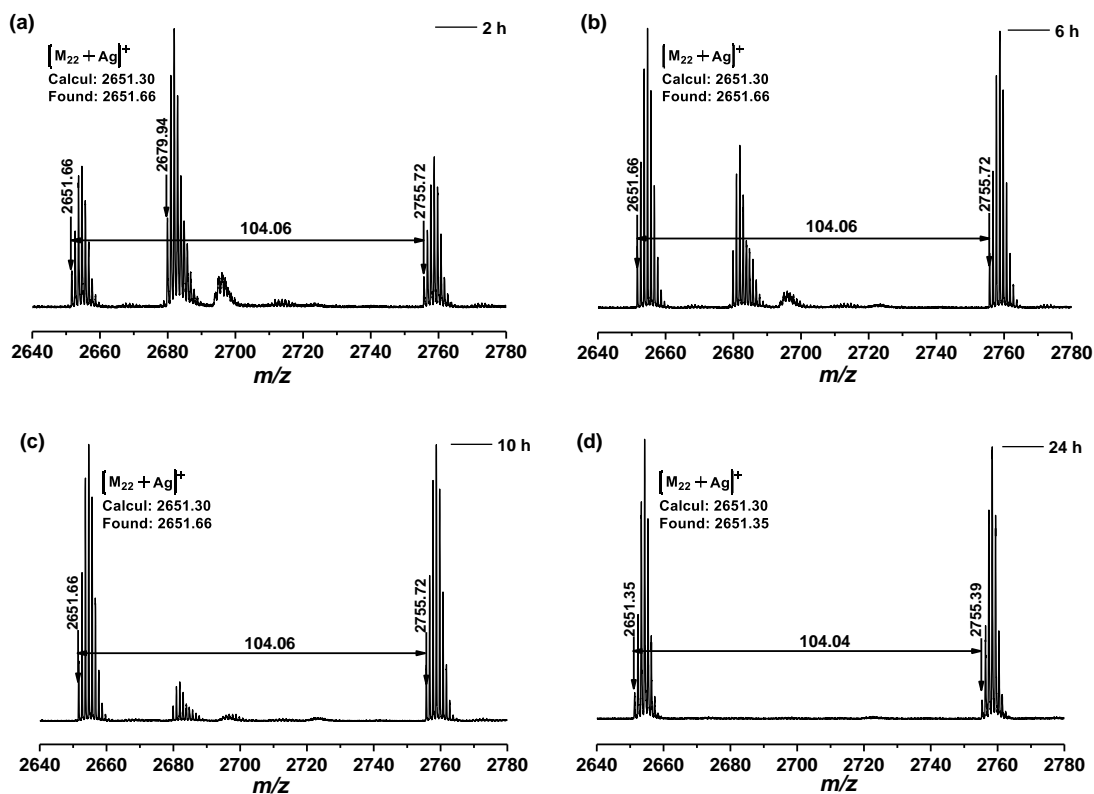 (a)
2 h
[M₂₂ + Ag]⁺
Calcul: 2651.30
Found: 2651.66
2651.66
2679.94
2755.72
104.06
2640 2660 2680 2700 2720 2740 2760 2780
m/z
(b)
6 h
[M₂₂ + Ag]⁺
Calcul: 2651.30
Found: 2651.66
2651.66
2755.72
104.06
2640 2660 2680 2700 2720 2740 2760 2780
m/z
(c)
10 h
[M₂₂ + Ag]⁺
Calcul: 2651.30
Found: 2651.66
2651.66
2755.72
104.06
2640 2660 2680 2700 2720 2740 2760 2780
m/z
(d)
24 h
[M₂₂ + Ag]⁺
Calcul: 2651.30
Found: 2651.35
2651.35
2755.39
104.04
2640 2660 2680 2700 2720 2740 2760 2780
m/z